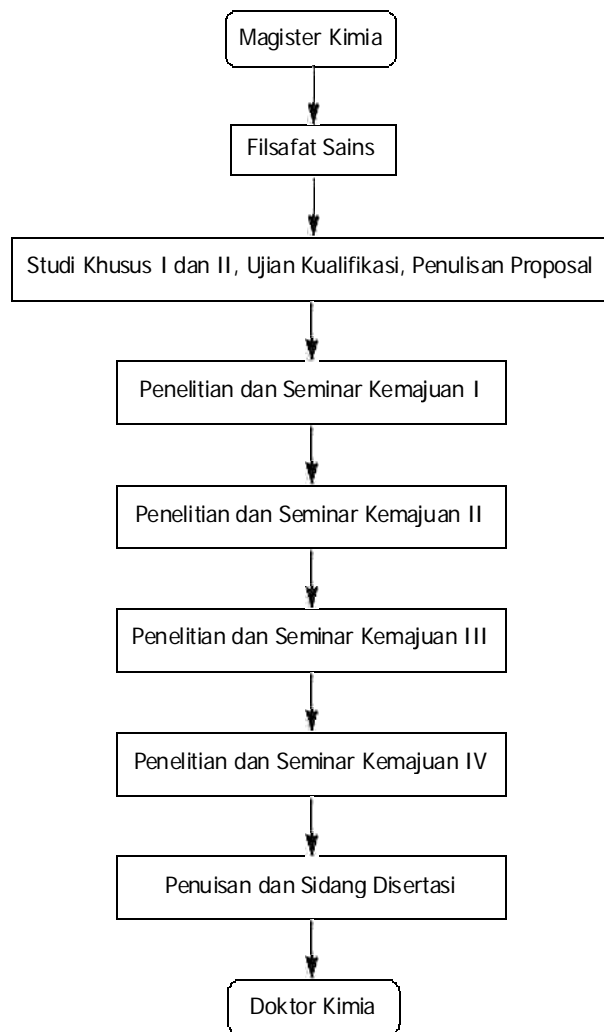 Magister Kimia
Filsafat Sains
Studi Khusus I dan II, Ujian Kualifikasi, Penulisan Proposal
Penelitian dan Seminar Kemajuan I
Penelitian dan Seminar Kemajuan II
Penelitian dan Seminar Kemajuan III
Penelitian dan Seminar Kemajuan IV
Penuisan dan Sidang Disertasi
Doktor Kimia